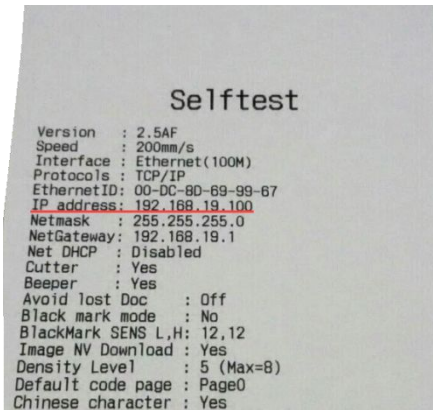 Selftest
Version : 2.5AF
Speed : 200mm/s
Interface : Ethernet(100M)
Protocols : TCP/IP
EthernetID: 00-DC-8D-69-99-67
IP address: 192.168.19.100
Netmask : 255.255.255.0
NetGateway: 192.168.19.1
Net DHCP : Disabled
Cutter : Yes
Beeper : Yes
Avoid lost Doc : Off
Black mark mode : No
BlackMark SENS L,H: 12,12
Image NV Download : Yes
Density Level : 5 (Max=8)
Default code page : Page0
Chinese character : Yes